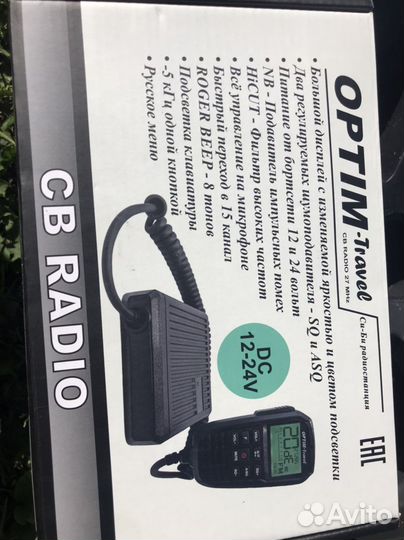 OPTIM-Travel
CB RADIO 27 MHz
Си-Би радиостанция
• Большой дисплей с изменяемой яркостью и цветом подсветки
• Два регулируемых шумоподавителя - SQ и ASQ
• Питание от бортсети 12 и 24 вольт
• NB - Подавитель импульсных помех
• HiCUT - Фильтр высоких частот
• Всё управление на микрофоне
• Быстрый переход в 15 канал
• ROGER BEEP - 8 тонов
• Подсветка клавиатуры
• -5 кГц одной кнопкой
• Русское меню
DC
12-24V
EAC
OPTIM-Travel
CB RADIO
Avito